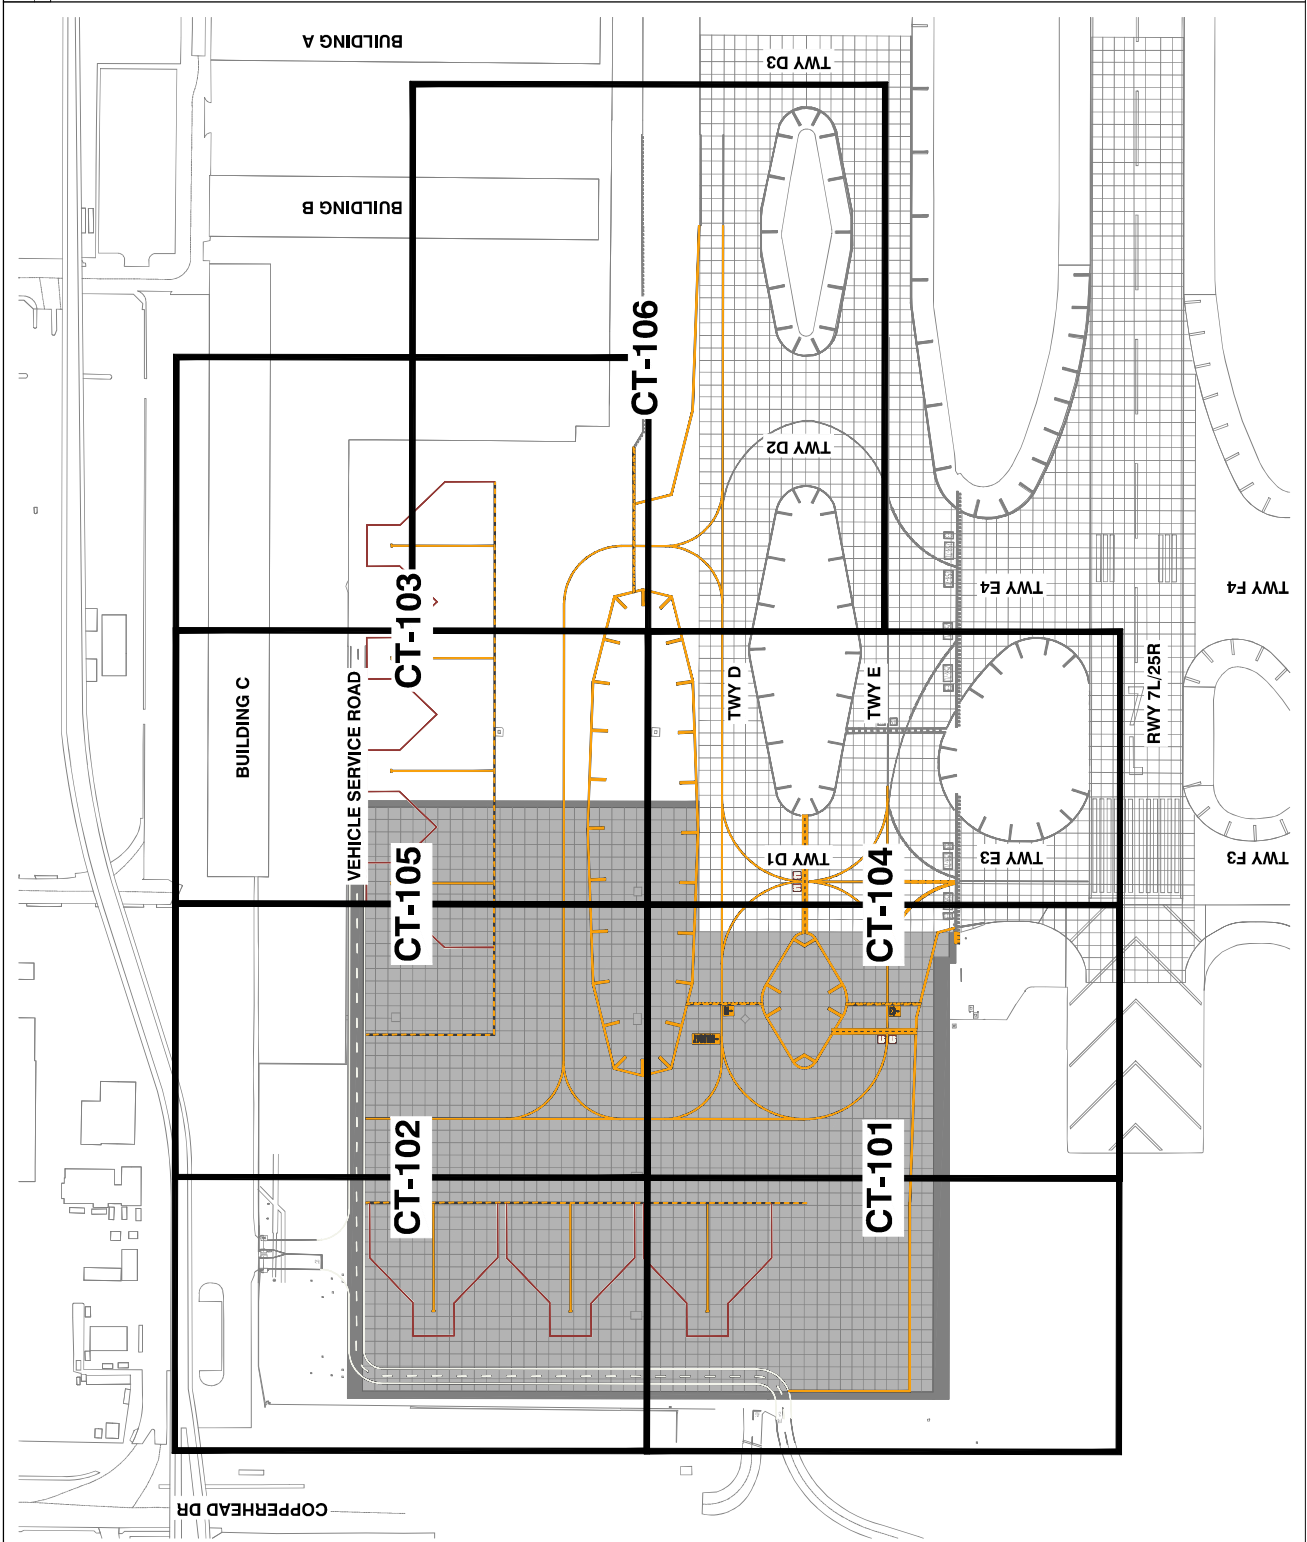 BUILDING A
TWY D3
BUILDING B
CT-106
TWY D2
CT-103
TWY E4
TWY F4
BUILDING C
VEHICLE SERVICE ROAD
TWY D
TWY E
RWY 7L/25R
CT-105
TWY D1
CT-104
TWY E3
TWY F3
CT-102
CT-101
COPPERHEAD DR